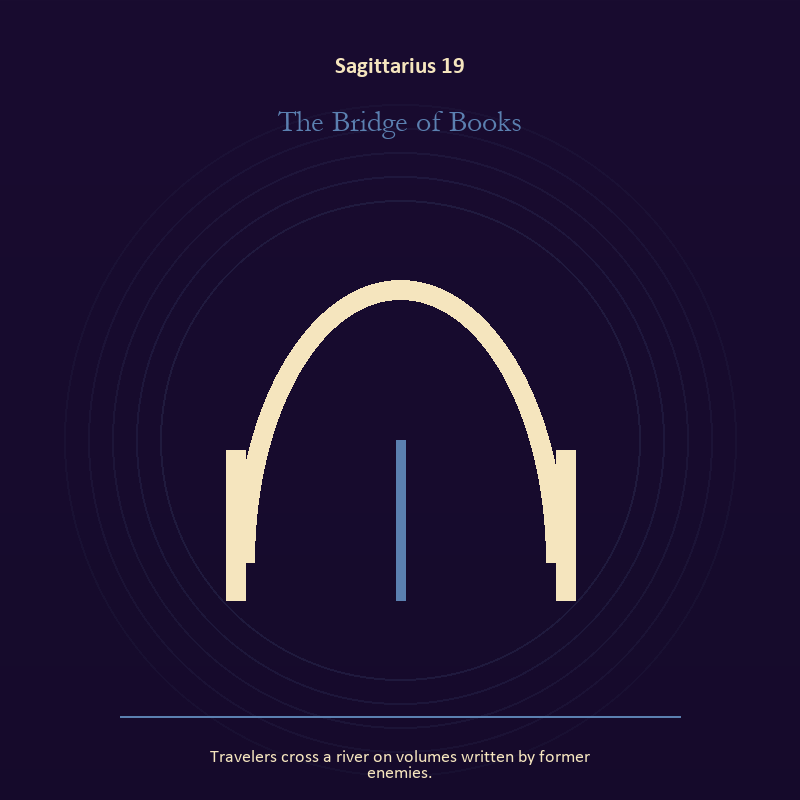 Sagittarius 19
The Bridge of Books
Travelers cross a river on volumes written by former
enemies.